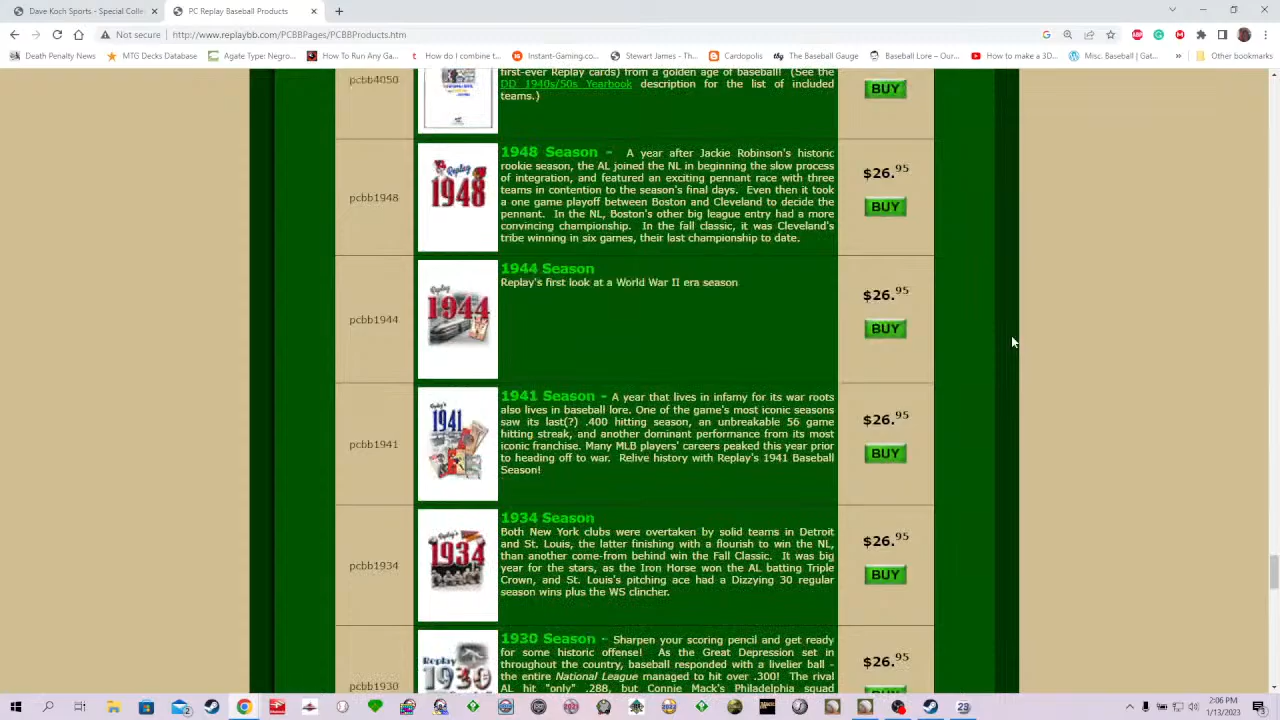 Dave Koch Sports - Special Colle
PC Replay Baseball Products
Not secure
http://www.replaybb.com/PCBBPages/Products.htm
Death Penalty News
MTG Decks Database
Agate Type: Negro...
How To Run Any Ga...
How do I combine t...
Instant-Gaming.co...
Stewart James - Th...
Cardopolis
The Baseball Guage
Baseball Lore – Our...
How to make a 3D...
Misc. Baseball | Gat...
Other bookmarks
pcbb4050
first-ever Replay cards) from a golden age of baseball! (See the
DD 1940s/50s Yearbook description for the list of included
teams.)
BUY
pcbb1948
Replay
1948
1948 Season - A year after Jackie Robinson's historic
rookie season, the AL joined the NL in beginning the slow process
of integration, and featured an exciting pennant race with three
teams in contention to the season's final days. Even then it took
a one game playoff between Boston and Cleveland to decide the
pennant. In the NL, Boston's other big league entry had a more
convincing championship. In the fall classic, it was Cleveland's
tribe winning in six games, their last championship to date.
$26.95
BUY
pcbb1944
Replay
1944
1944 Season
Replay's first look at a World War II era season
$26.95
BUY
pcbb1941
Replay's
1941
1941 Season - A year that lives in infamy for its war roots
also lives in baseball lore. One of the game's most iconic seasons
saw its last(?) .400 hitting season, an unbreakable 56 game
hitting streak, and another dominant performance from its most
iconic franchise. Many MLB players' careers peaked this year prior
to heading off to war. Relive history with Replay's 1941 Baseball
Season!
$26.95
BUY
pcbb1934
Replay's
1934
1934 Season
Both New York clubs were overtaken by solid teams in Detroit
and St. Louis, the latter finishing with a flourish to win the NL,
than another come-from behind win the Fall Classic. It was big
year for the stars, as the Iron Horse won the AL batting Triple
Crown, and St. Louis's pitching ace had a Dizzying 30 regular
season wins plus the WS clincher.
$26.95
BUY
pcbb1930
Replay
1930
1930 Season - Sharpen your scoring pencil and get ready
for some historic offense! As the Great Depression set in
throughout the country, baseball responded with a livelier ball -
the entire National League managed to hit over .300! The rival
AL hit "only" .288, but Connie Mack's Philadelphia squad
$26.95
2:06 PM
1/13/2023